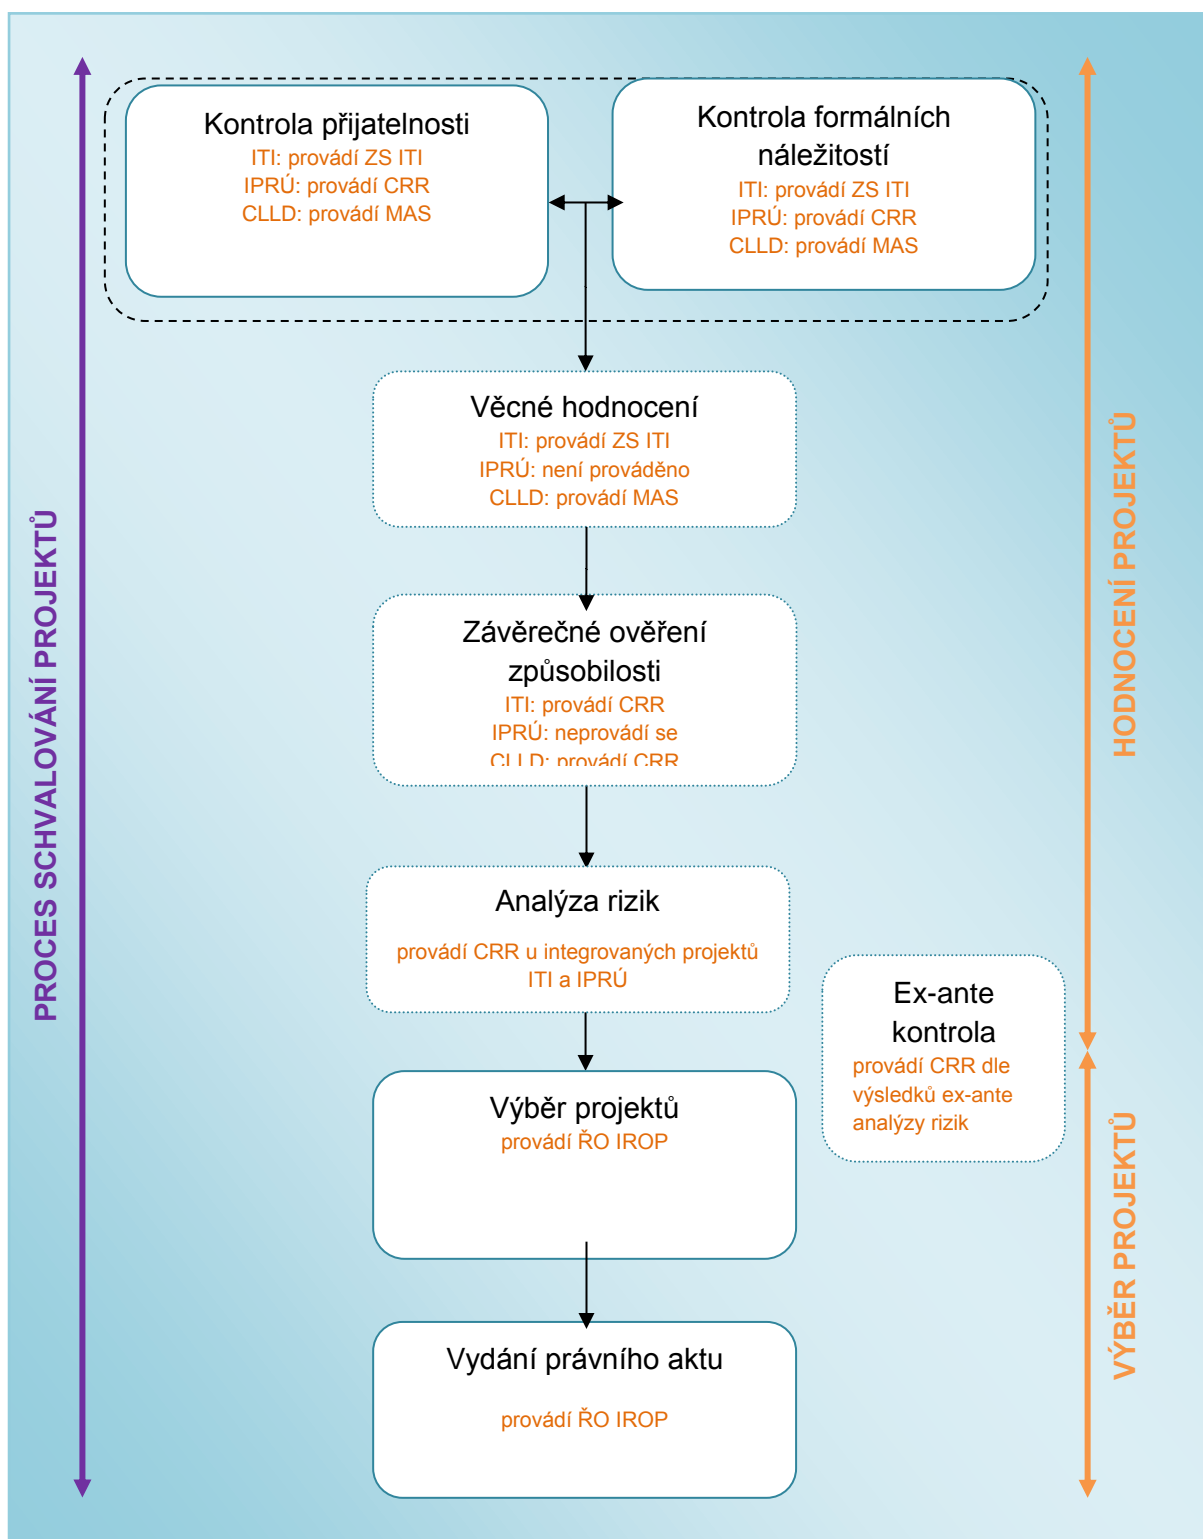 Kontrola přijatelnosti
ITI: provádí ZS ITI
IPRÚ: provádí CRR
CLLD: provádí MAS
Kontrola formálních
náležitostí
ITI: provádí ZS ITI
IPRÚ: provádí CRR
CLLD: provádí MAS
Věcné hodnocení
ITI: provádí ZS ITI
IPRÚ: není prováděno
CLLD: provádí MAS
Závěrečné ověření
způsobilosti
ITI: provádí CRR
IPRÚ: neprovádí se
CLLD: provádí CRR
Analýza rizik
provádí CRR u integrovaných projektů
ITI a IPRÚ
Ex-ante
kontrola
provádí CRR dle
výsledků ex-ante
analýzy rizik
Výběr projektů
provádí ŘO IROP
Vydání právního aktu
provádí ŘO IROP
PROCES SCHVALOVÁNÍ PROJEKTŮ
HODNOCENÍ PROJEKTŮ
VÝBĚR PROJEKTŮ